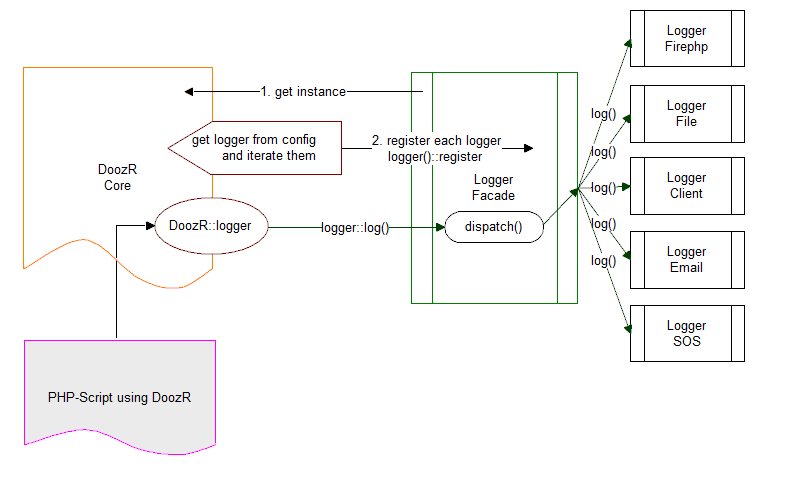 Logger
Firephp
1. get instance
log()
Logger
File
get logger from config
and iterate them
2. register each logger
logger()::register
log()
DoozR
Core
Logger
Facade
log()
Logger
Client
DoozR::logger
logger::log()
dispatch()
log()
Logger
Email
log()
Logger
SOS
PHP-Script using DoozR